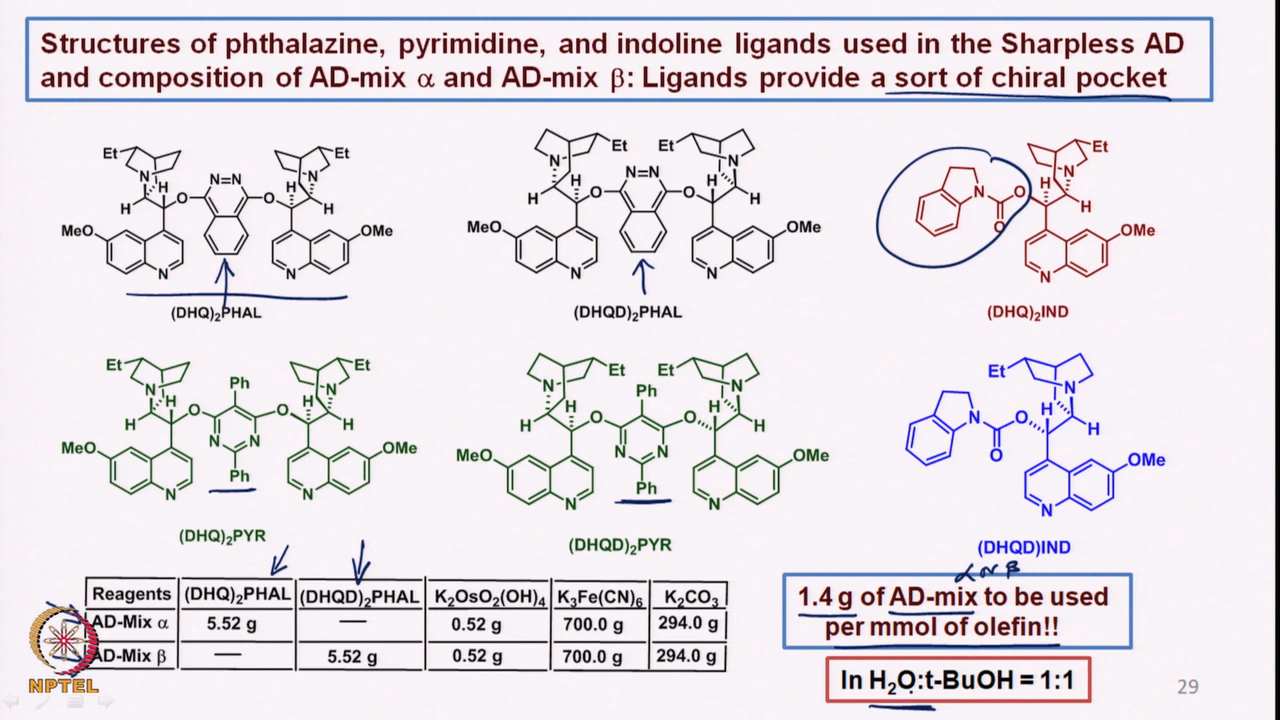 Structures of phthalazine, pyrimidine, and indoline ligands used in the Sharpless AD
and composition of AD-mix α and AD-mix β: Ligands provide a sort of chiral pocket
Et
Et
N
N=N
N
H
H
H
O
O
H
MeO
OMe
N
N
(DHQ)₂PHAL
Et
Et
N
N=N
N
H
H
H
O
O
H
MeO
OMe
N
N
(DHQD)₂PHAL
Et
N
N
O
H
H
O
OMe
N
(DHQ)₂IND
Et
Et
N
Ph
N
H
H
H
O
O
H
N
N
MeO
OMe
Ph
N
N
(DHQ)₂PYR
Et
Et
N
Ph
N
H
H
H
O
O
H
N
N
MeO
OMe
Ph
N
N
(DHQD)₂PYR
Et
N
N
O
H
H
O
OMe
N
(DHQD)IND
Reagents (DHQ)₂PHAL (DHQD)₂PHAL K₂OsO₂(OH)₄ K₃Fe(CN)₆ K₂CO₃
AD-Mix α 5.52 g — 0.52 g 700.0 g 294.0 g
AD-Mix β — 5.52 g 0.52 g 700.0 g 294.0 g
α or β
1.4 g of AD-mix to be used
per mmol of olefin!!
In H₂O:t-BuOH = 1:1
NPTEL
29